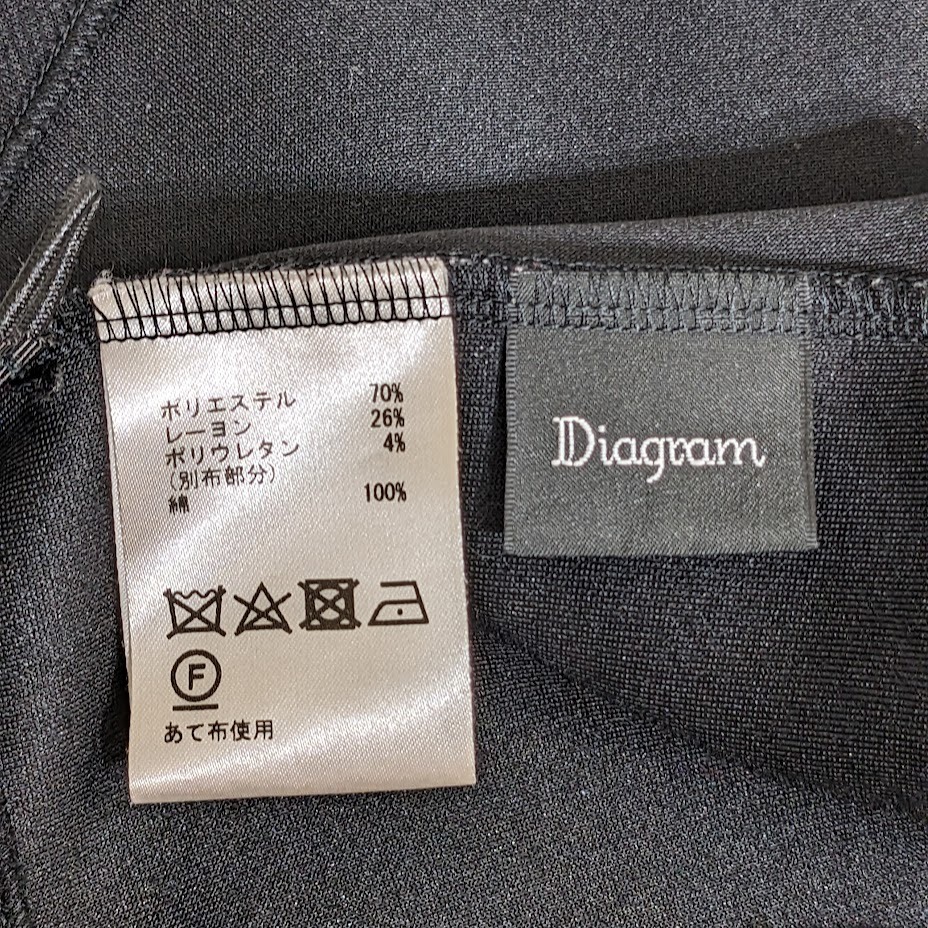 ポリエステル 70%
レーヨン 26%
ポリウレタン 4%
(別布部分)
綿 100%
F
あて布使用
Diagram